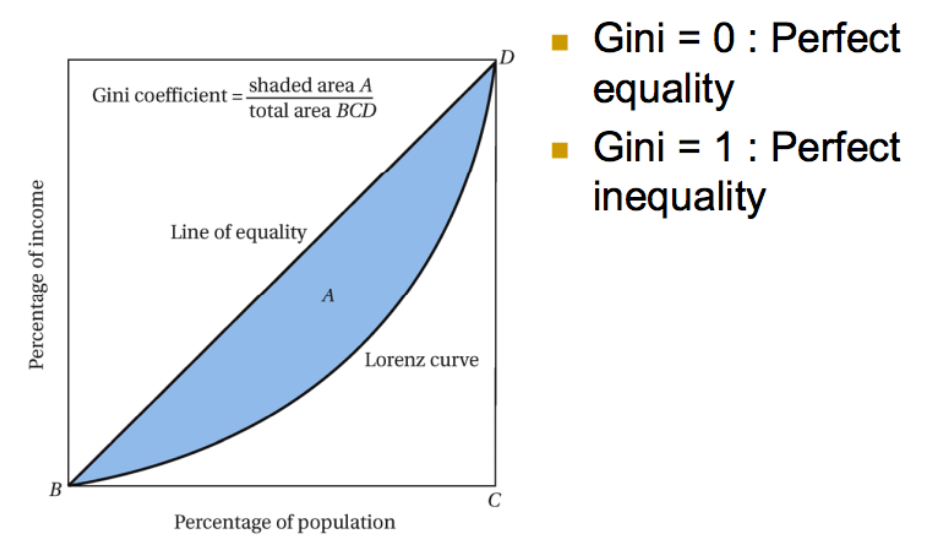 D
Gini coefficient = shaded area A
total area BCD
Line of equality
A
Percentage of income
Lorenz curve
B
C
Percentage of population
Gini = 0 : Perfect
equality
Gini = 1 : Perfect
inequality